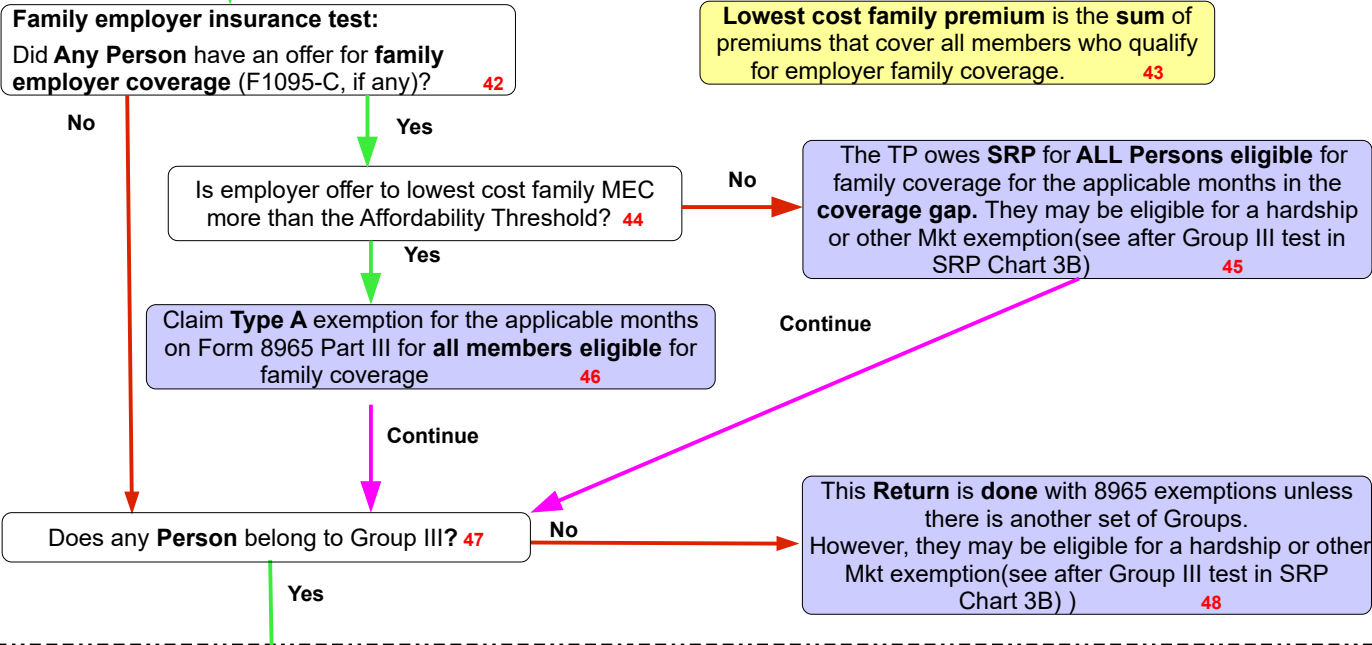 Family employer insurance test:
Did Any Person have an offer for family
employer coverage (F1095-C, if any)? 42
Lowest cost family premium is the sum of
premiums that cover all members who qualify
for employer family coverage. 43
No
Yes
Is employer offer to lowest cost family MEC
more than the Affordability Threshold? 44
No
The TP owes SRP for ALL Persons eligible for
family coverage for the applicable months in the
coverage gap. They may be eligible for a hardship
or other Mkt exemption(see after Group III test in
SRP Chart 3B) 45
Yes
Claim Type A exemption for the applicable months
on Form 8965 Part III for all members eligible for
family coverage 46
Continue
Continue
Does any Person belong to Group III? 47
No
This Return is done with 8965 exemptions unless
there is another set of Groups.
However, they may be eligible for a hardship or other
Mkt exemption(see after Group III test in SRP
Chart 3B) ) 48
Yes